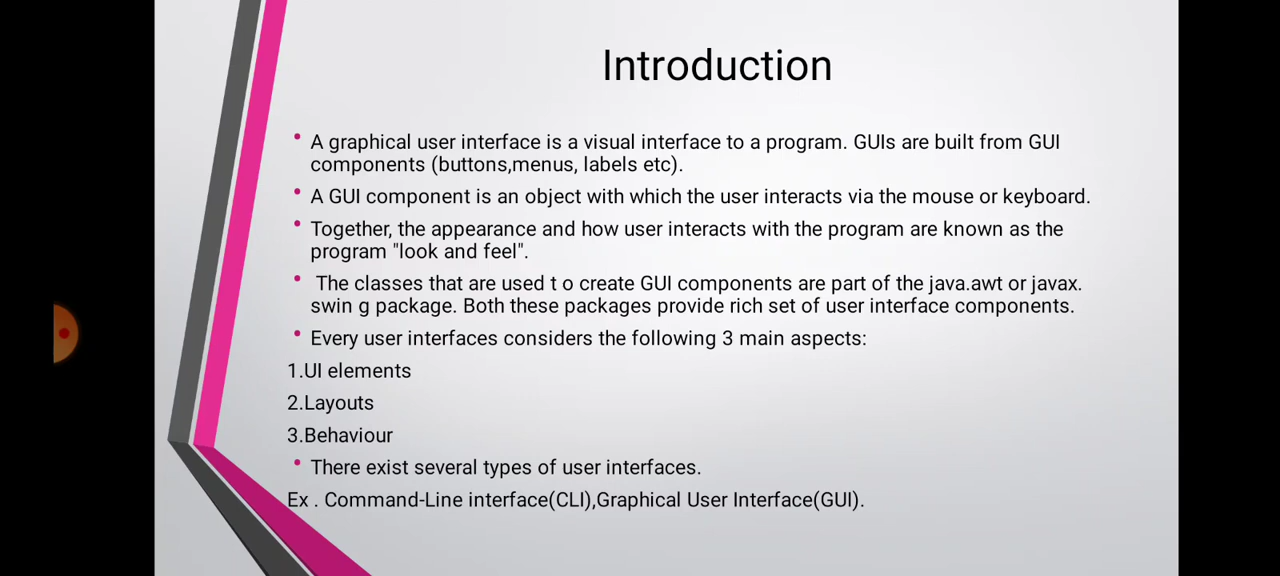 Introduction
• A graphical user interface is a visual interface to a program. GUIs are built from GUI
components (buttons,menus, labels etc).
• A GUI component is an object with which the user interacts via the mouse or keyboard.
• Together, the appearance and how user interacts with the program are known as the
program "look and feel".
• The classes that are used t o create GUI components are part of the java.awt or javax.
swin g package. Both these packages provide rich set of user interface components.
• Every user interfaces considers the following 3 main aspects:
1.UI elements
2.Layouts
3.Behaviour
• There exist several types of user interfaces.
Ex . Command-Line interface(CLI),Graphical User Interface(GUI).